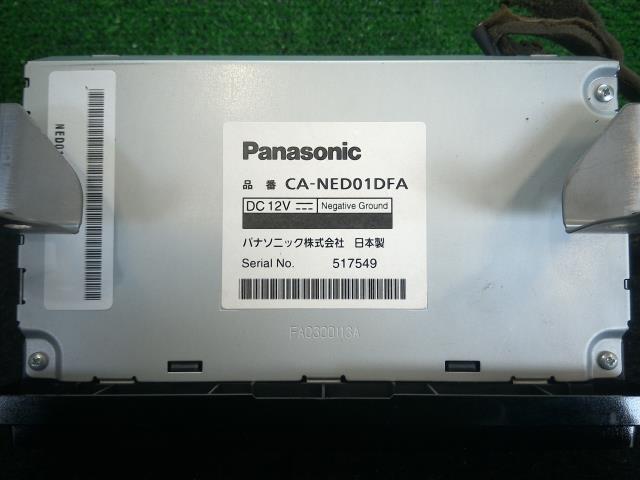 Panasonic
品番 CA-NED01DFA
DC 12V Negative Ground
パナソニック株式会社 日本製
Serial No. 517549
FA0300113A